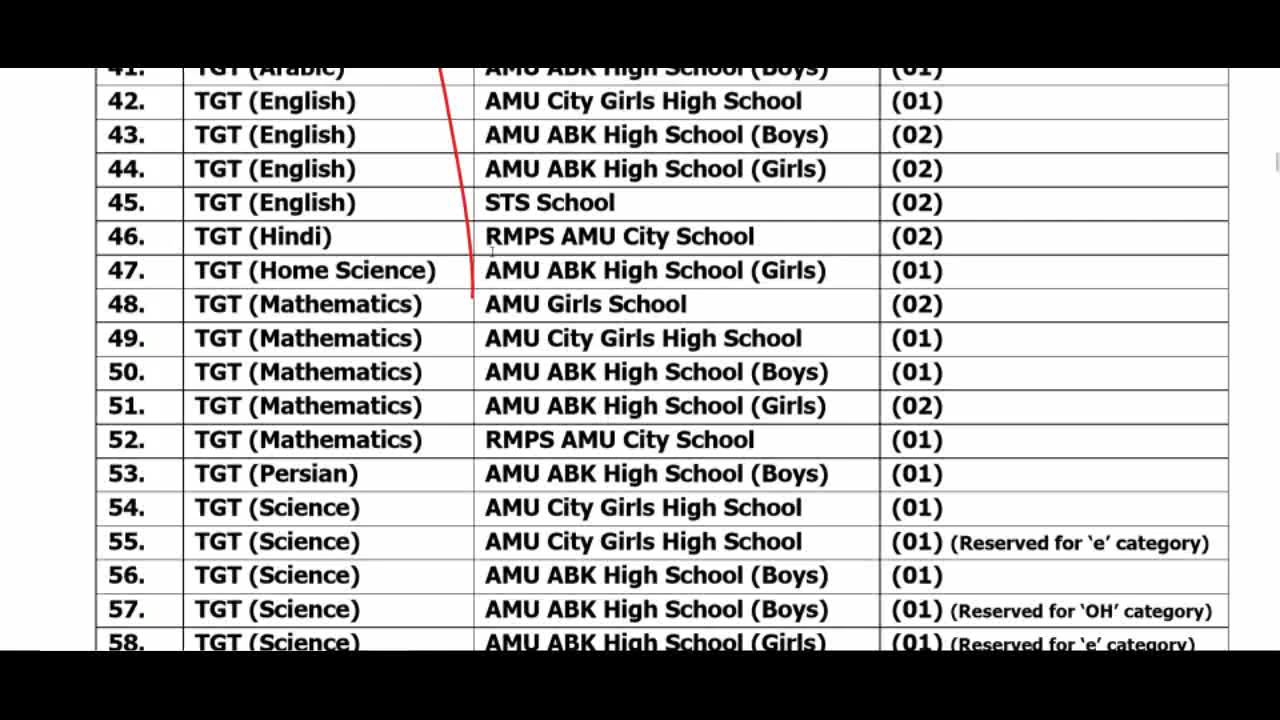 41. TGT (Arabic) AMU ABK High School (Boys) (01)
42. TGT (English) AMU City Girls High School (01)
43. TGT (English) AMU ABK High School (Boys) (02)
44. TGT (English) AMU ABK High School (Girls) (02)
45. TGT (English) STS School (02)
46. TGT (Hindi) RMPS AMU City School (02)
47. TGT (Home Science) AMU ABK High School (Girls) (01)
48. TGT (Mathematics) AMU Girls School (02)
49. TGT (Mathematics) AMU City Girls High School (01)
50. TGT (Mathematics) AMU ABK High School (Boys) (01)
51. TGT (Mathematics) AMU ABK High School (Girls) (02)
52. TGT (Mathematics) RMPS AMU City School (01)
53. TGT (Persian) AMU ABK High School (Boys) (01)
54. TGT (Science) AMU City Girls High School (01)
55. TGT (Science) AMU City Girls High School (01) (Reserved for ‘e’ category)
56. TGT (Science) AMU ABK High School (Boys) (01)
57. TGT (Science) AMU ABK High School (Boys) (01) (Reserved for ‘OH’ category)
58. TGT (Science) AMU ABK High School (Girls) (01) (Reserved for ‘e’ category)